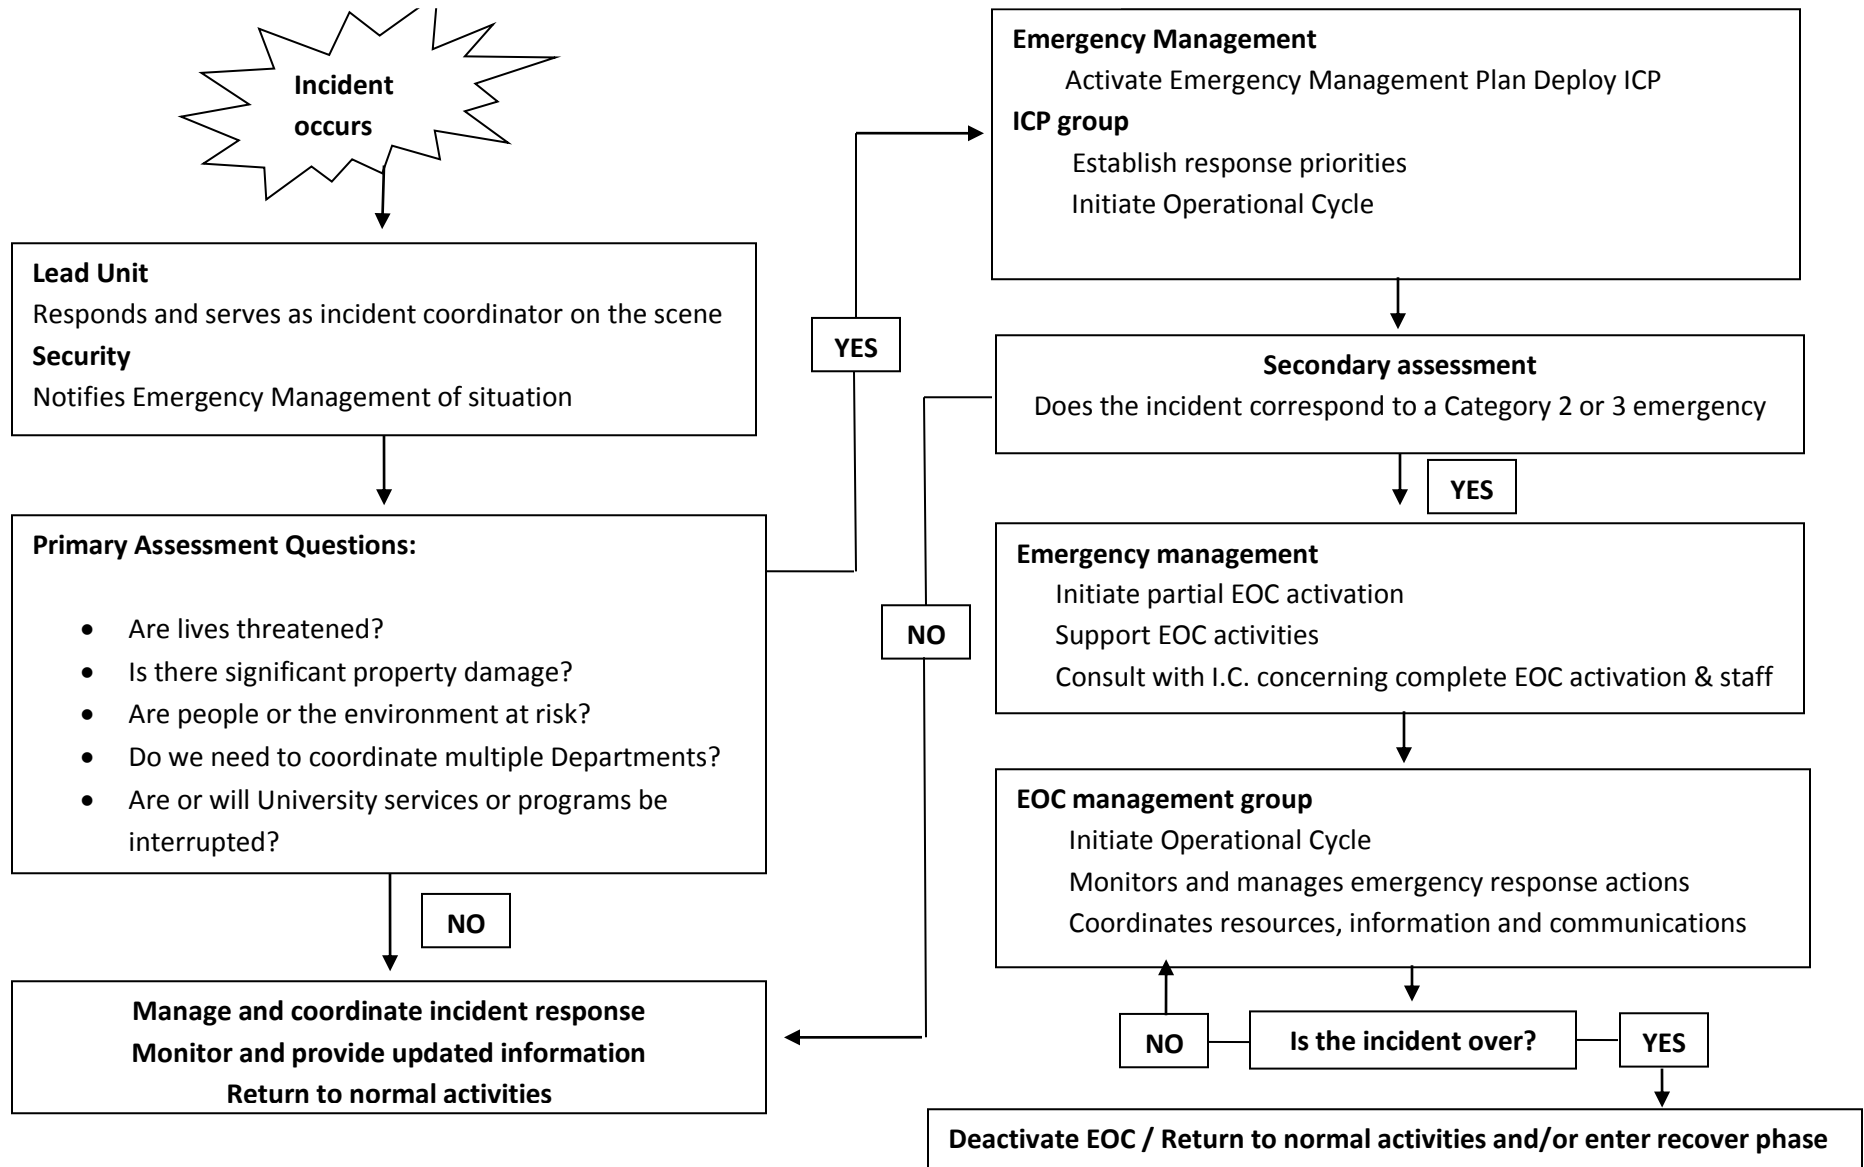 Incident
occurs
Lead Unit
Responds and serves as incident coordinator on the scene
Security
Notifies Emergency Management of situation
Primary Assessment Questions:
• Are lives threatened?
• Is there significant property damage?
• Are people or the environment at risk?
• Do we need to coordinate multiple Departments?
• Are or will University services or programs be
interrupted?
NO
Manage and coordinate incident response
Monitor and provide updated information
Return to normal activities
YES
Emergency Management
Activate Emergency Management Plan Deploy ICP
ICP group
Establish response priorities
Initiate Operational Cycle
Secondary assessment
Does the incident correspond to a Category 2 or 3 emergency
NO
YES
Emergency management
Initiate partial EOC activation
Support EOC activities
Consult with I.C. concerning complete EOC activation & staff
EOC management group
Initiate Operational Cycle
Monitors and manages emergency response actions
Coordinates resources, information and communications
NO
Is the incident over?
YES
Deactivate EOC / Return to normal activities and/or enter recover phase